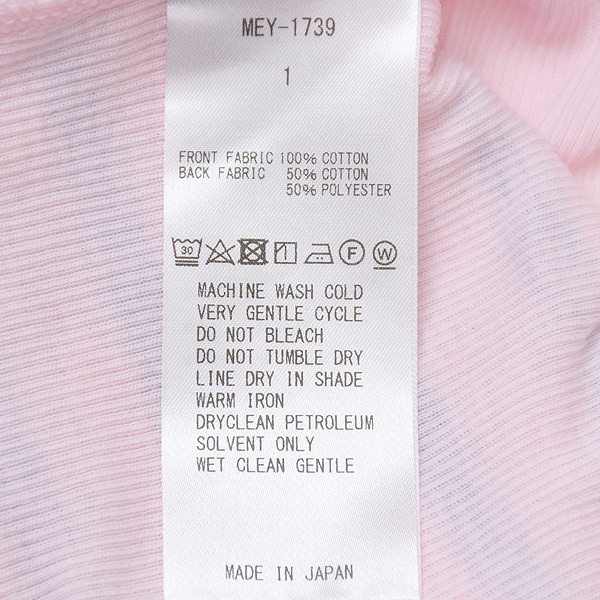 MEY-1739
1
FRONT FABRIC 100% COTTON
BACK FABRIC 50% COTTON
50% POLYESTER
30 F W
MACHINE WASH COLD
VERY GENTLE CYCLE
DO NOT BLEACH
DO NOT TUMBLE DRY
LINE DRY IN SHADE
WARM IRON
DRYCLEAN PETROLEUM
SOLVENT ONLY
WET CLEAN GENTLE
MADE IN JAPAN